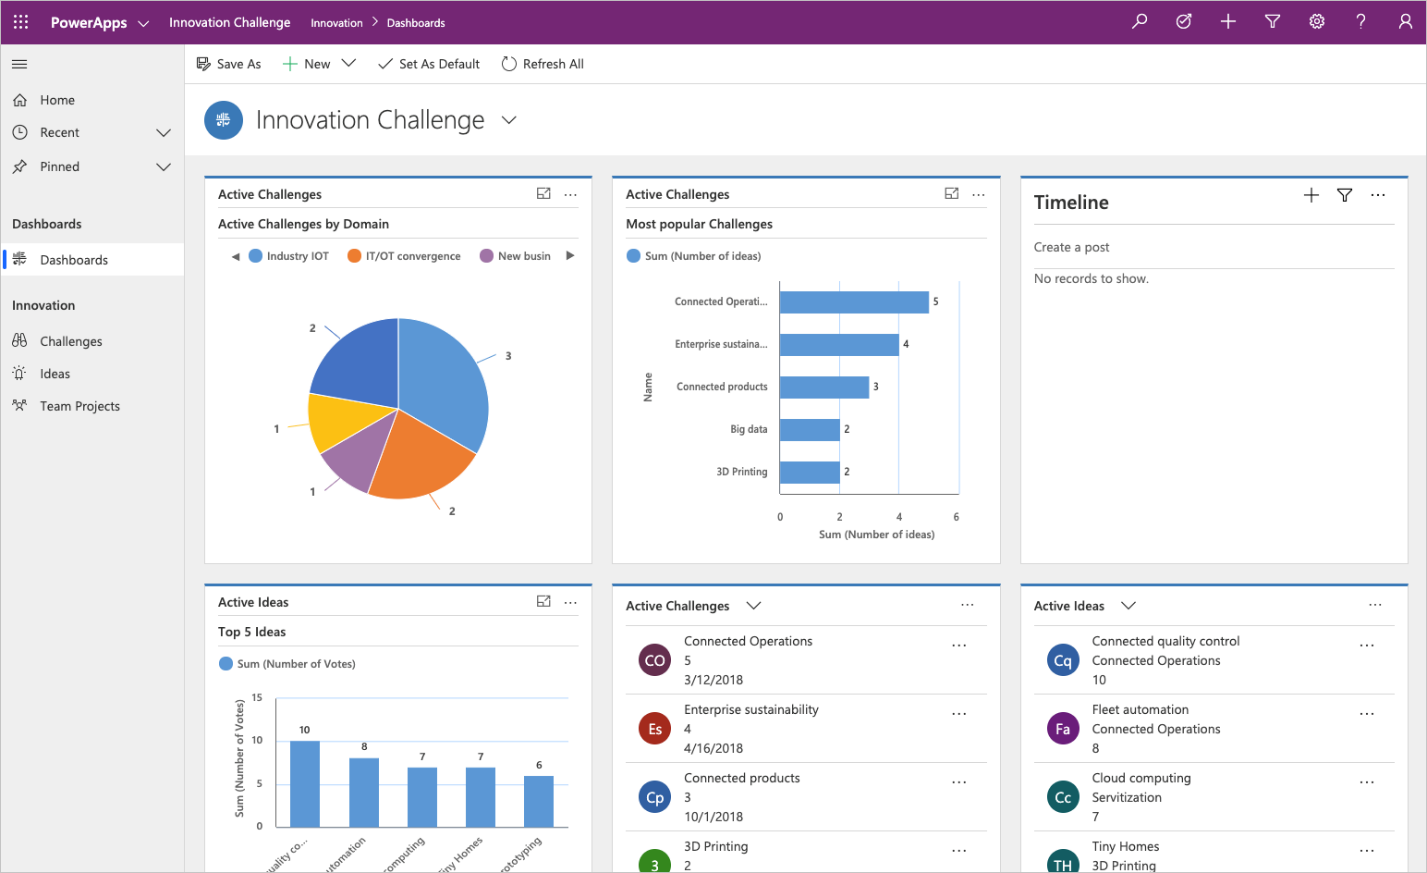 PowerApps Innovation Challenge Innovation > Dashboards ?
Save As New Set As Default Refresh All
Home
Recent
Pinned
Dashboards
Dashboards
Innovation
Challenges
Ideas
Team Projects
Innovation Challenge
Active Challenges ...
Active Challenges by Domain
Industry IOT IT/OT convergence New busin
2
3
1
1
2
Active Challenges ...
Most popular Challenges
Sum (Number of ideas)
Name
Connected Operati... 5
Enterprise sustaina... 4
Connected products 3
Big data 2
3D Printing 2
0 2 4 6
Sum (Number of ideas)
Timeline ...
Create a post
No records to show.
Active Ideas ...
Top 5 Ideas
Sum (Number of Votes)
Sum (Number of Votes)
15
10
5
0
10
8
7
7
6
uality co...
utomation
computing
Tiny Homes
rototyping
Active Challenges ...
CO
Connected Operations ...
5
3/12/2018
Es
Enterprise sustainability ...
4
4/16/2018
Cp
Connected products ...
3
10/1/2018
3
3D Printing ...
2
Active Ideas ...
Cq
Connected quality control ...
Connected Operations
10
Fa
Fleet automation ...
Connected Operations
8
Cc
Cloud computing ...
Servitization
7
TH
Tiny Homes ...
3D Printing